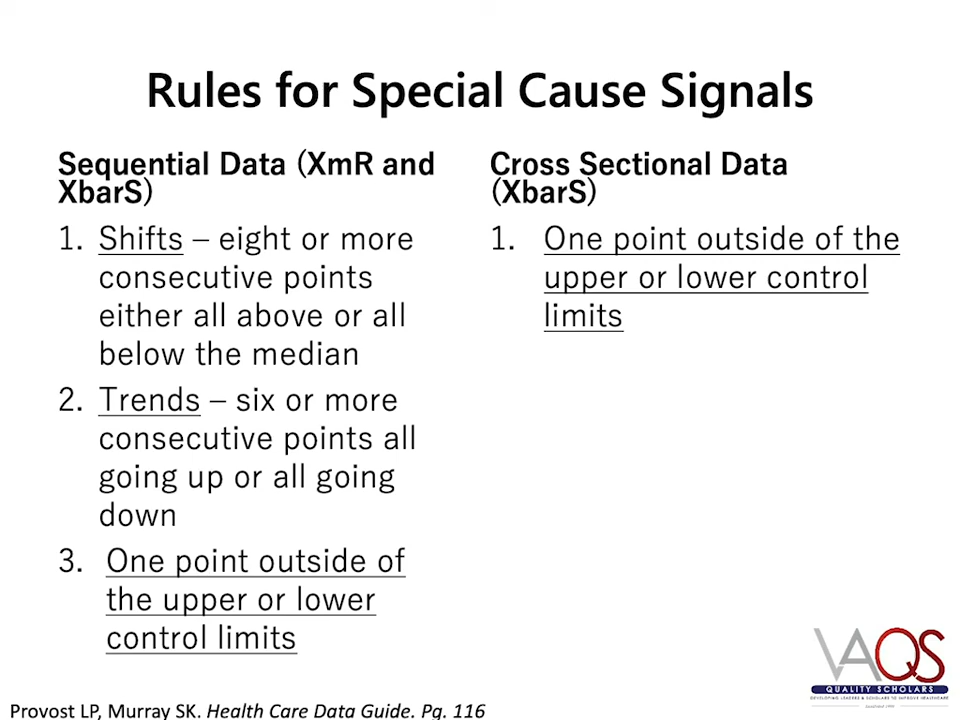 Rules for Special Cause Signals
Sequential Data (XmR and
XbarS)
1. Shifts – eight or more
consecutive points
either all above or all
below the median
2. Trends – six or more
consecutive points all
going up or all going
down
3. One point outside of
the upper or lower
control limits
Cross Sectional Data
(XbarS)
1. One point outside of the
upper or lower control
limits
VAQS
QUALITY SCHOLARS
DEVELOPING LEADERS & SCHOLARS TO IMPROVE HEALTHCARE
Provost LP, Murray SK. Health Care Data Guide. Pg. 116